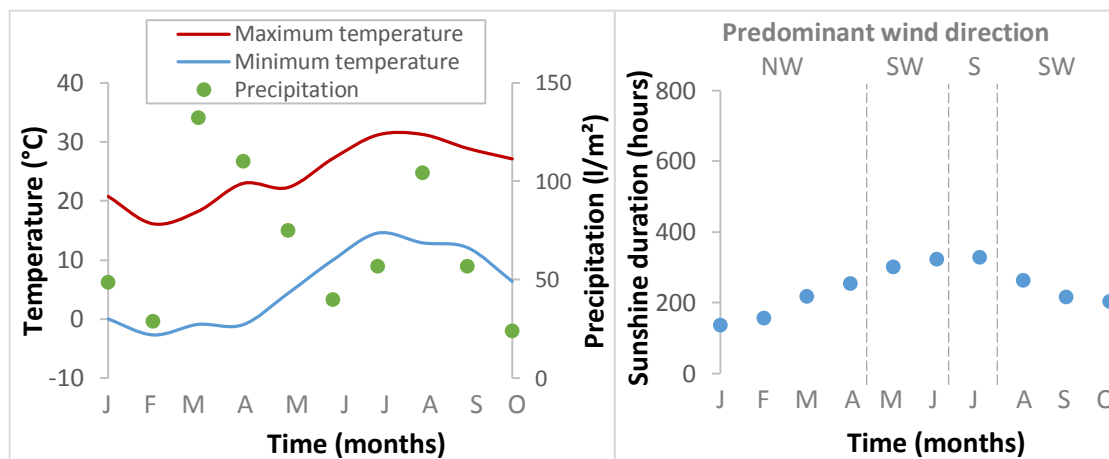 Maximum temperature
Minimum temperature
Precipitation
Temperature (°C)
40
30
20
10
0
-10
Precipitation (l/m²)
150
100
50
0
J F M A M J J A S O
Time (months)
Predominant wind direction
NW SW S SW
Sunshine duration (hours)
800
600
400
200
0
J F M A M J J A S O
Time (months)